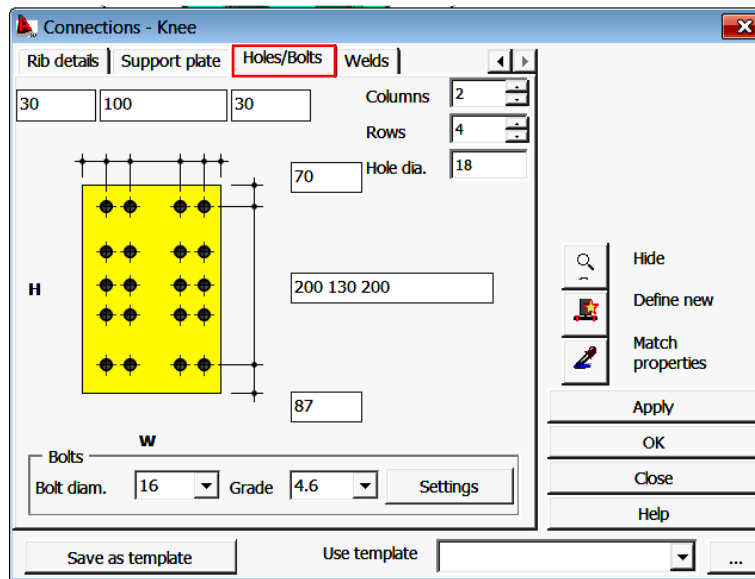 Connections - Knee
Rib details Support plate Holes/Bolts Welds
30 100 30
Columns 2
Rows 4
Hole dia. 18
70
200 130 200
87
H
W
Bolts
Bolt diam. 16 Grade 4.6 Settings
Hide
Define new
Match
properties
Apply
OK
Close
Help
Save as template Use template ...